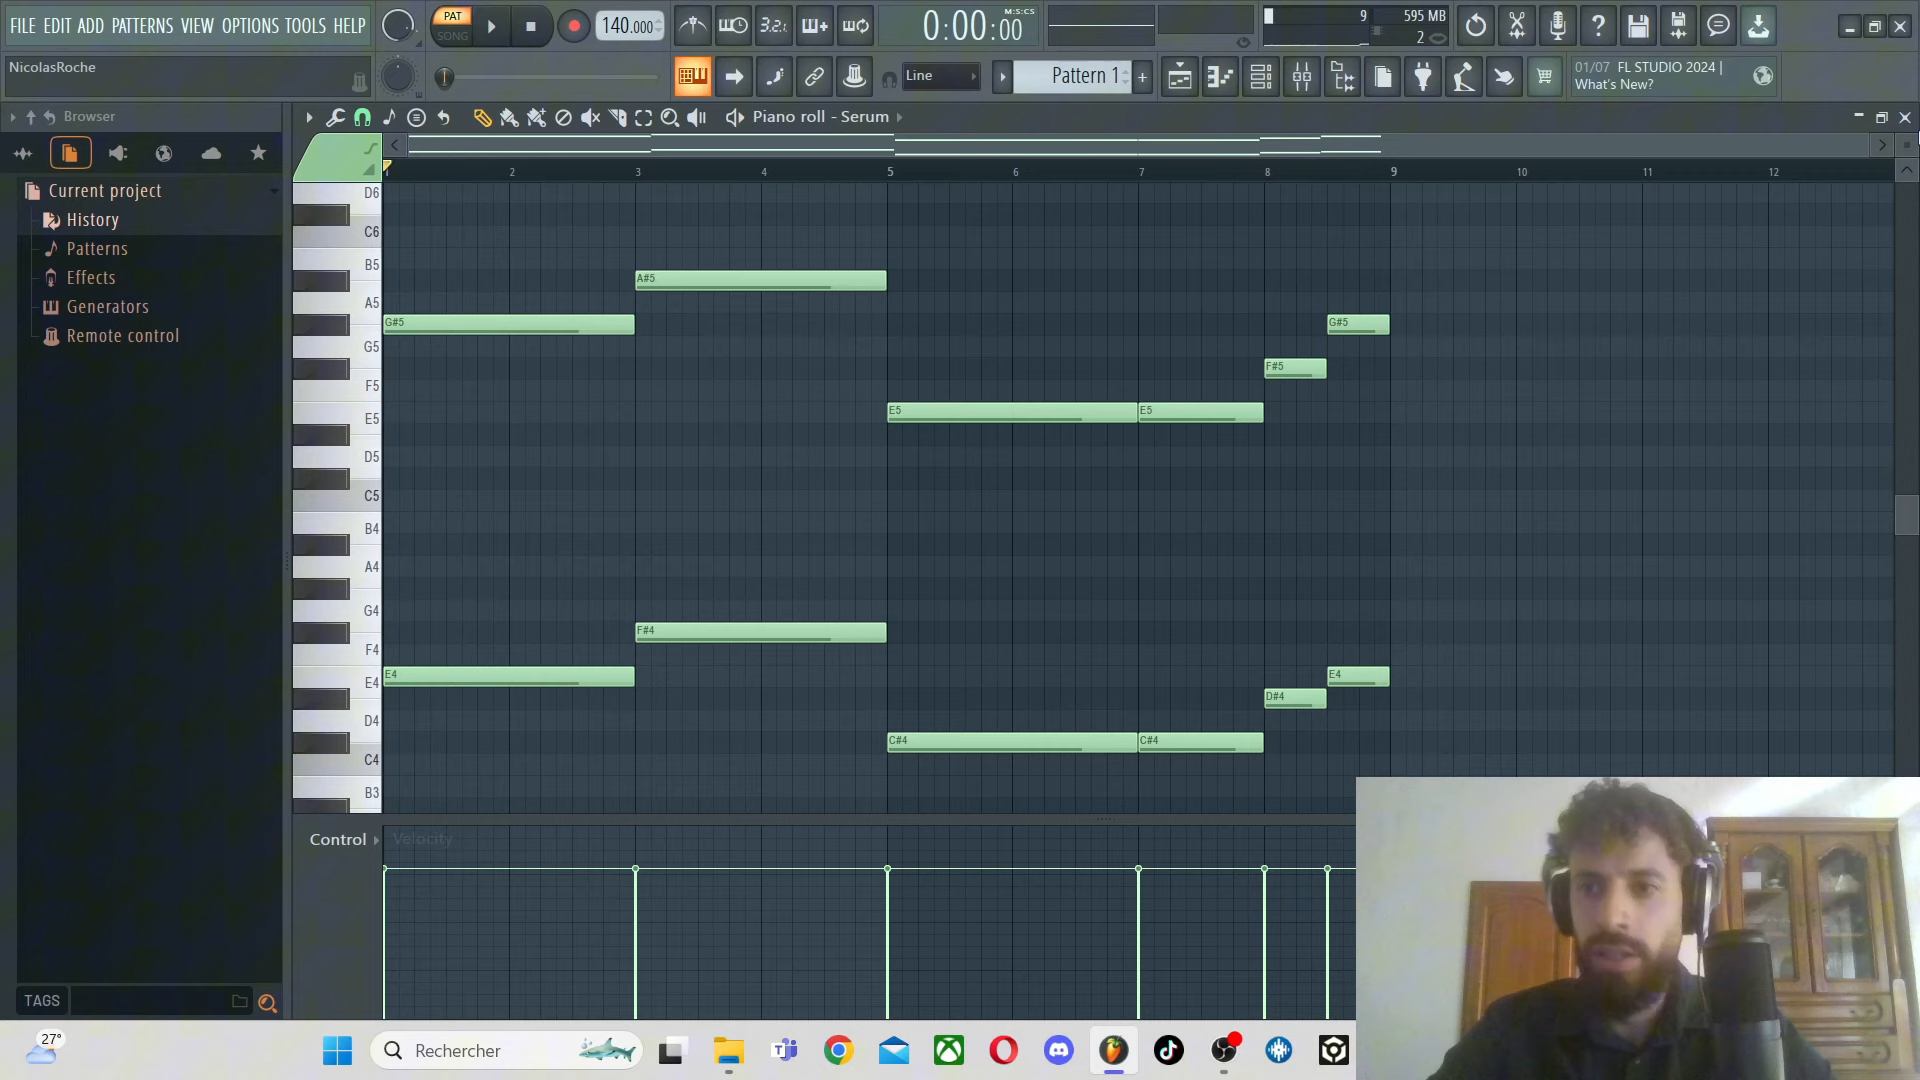 FILE EDIT ADD PATTERNS VIEW OPTIONS TOOLS HELP
PAT
SONG
140.000
3.2.
0:00:00
M:S:CS
9
595 MB
2
NicolasRoche
Line
Pattern 1
01/07 FL STUDIO 2024 |
What's New?
Browser
Piano roll - Serum
Current project
History
Patterns
Effects
Generators
Remote control
TAGS
1 2 3 4 5 6 7 8 9 10 11 12
D6
C6
B5
A#5
A5
G#5
G#5
G5
F#5
F5
E5
E5
E5
D5
C5
B4
A4
G4
F#4
F4
E4
E4
E4
D#4
D4
C#4
C#4
C4
B3
Control
Velocity
27°
Rechercher